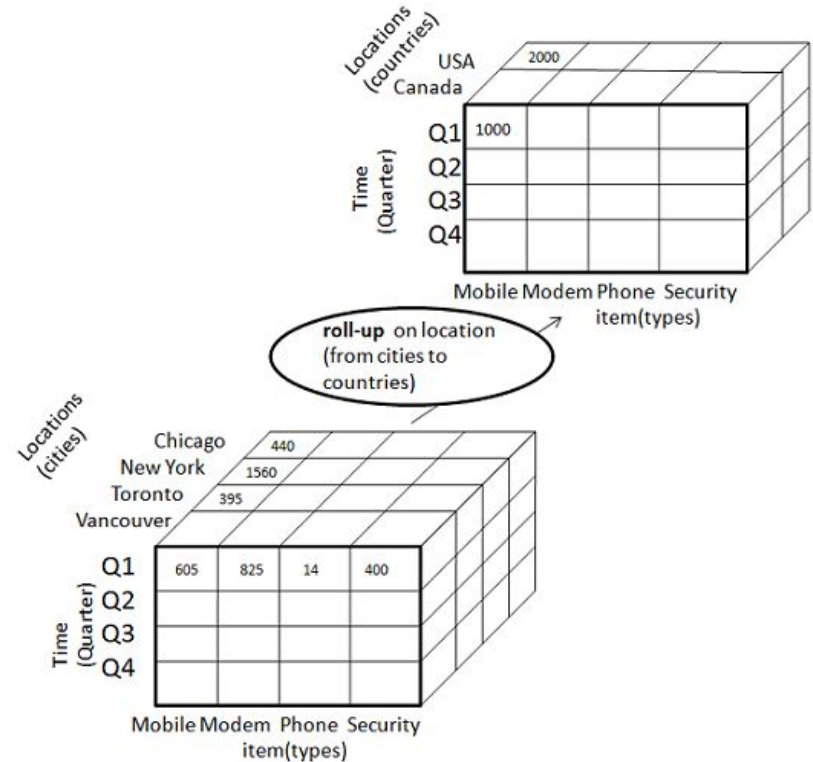 Locations
(countries)
USA
2000
Canada
Q1
1000
Q2
Q3
Q4
Time
(Quarter)
Mobile Modem Phone Security
item(types)
roll-up on location
(from cities to
countries)
Locations
(cities)
Chicago
440
New York
1560
Toronto
395
Vancouver
Q1
605 825 14 400
Q2
Q3
Q4
Time
(Quarter)
Mobile Modem Phone Security
item(types)